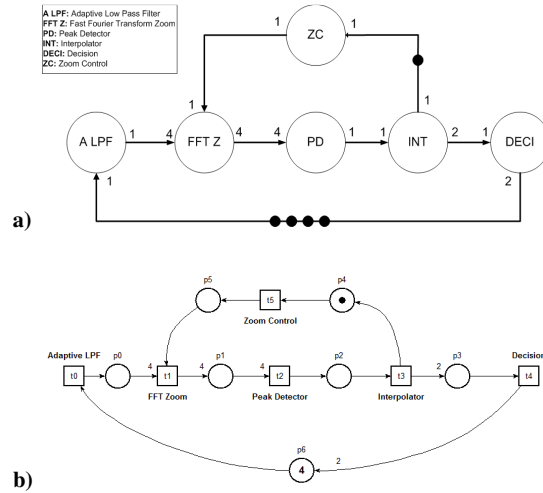 A LPF: Adaptive Low Pass Filter
FFT Z: Fast Fourier Transform Zoom
PD: Peak Detector
INT: Interpolator
DECI: Decision
ZC: Zoom Control
1 ZC 1
1 1
A LPF 1 4 FFT Z 4 4 PD 1 1 INT 2 1 DECI
1 2
a)
p5 p4
t5
Zoom Control
Adaptive LPF p0 p1 p2 p3 Decision
t0 4 t1 4 4 t2 t3 2 t4
FFT Zoom Peak Detector Interpolator
p6
4 2
b)